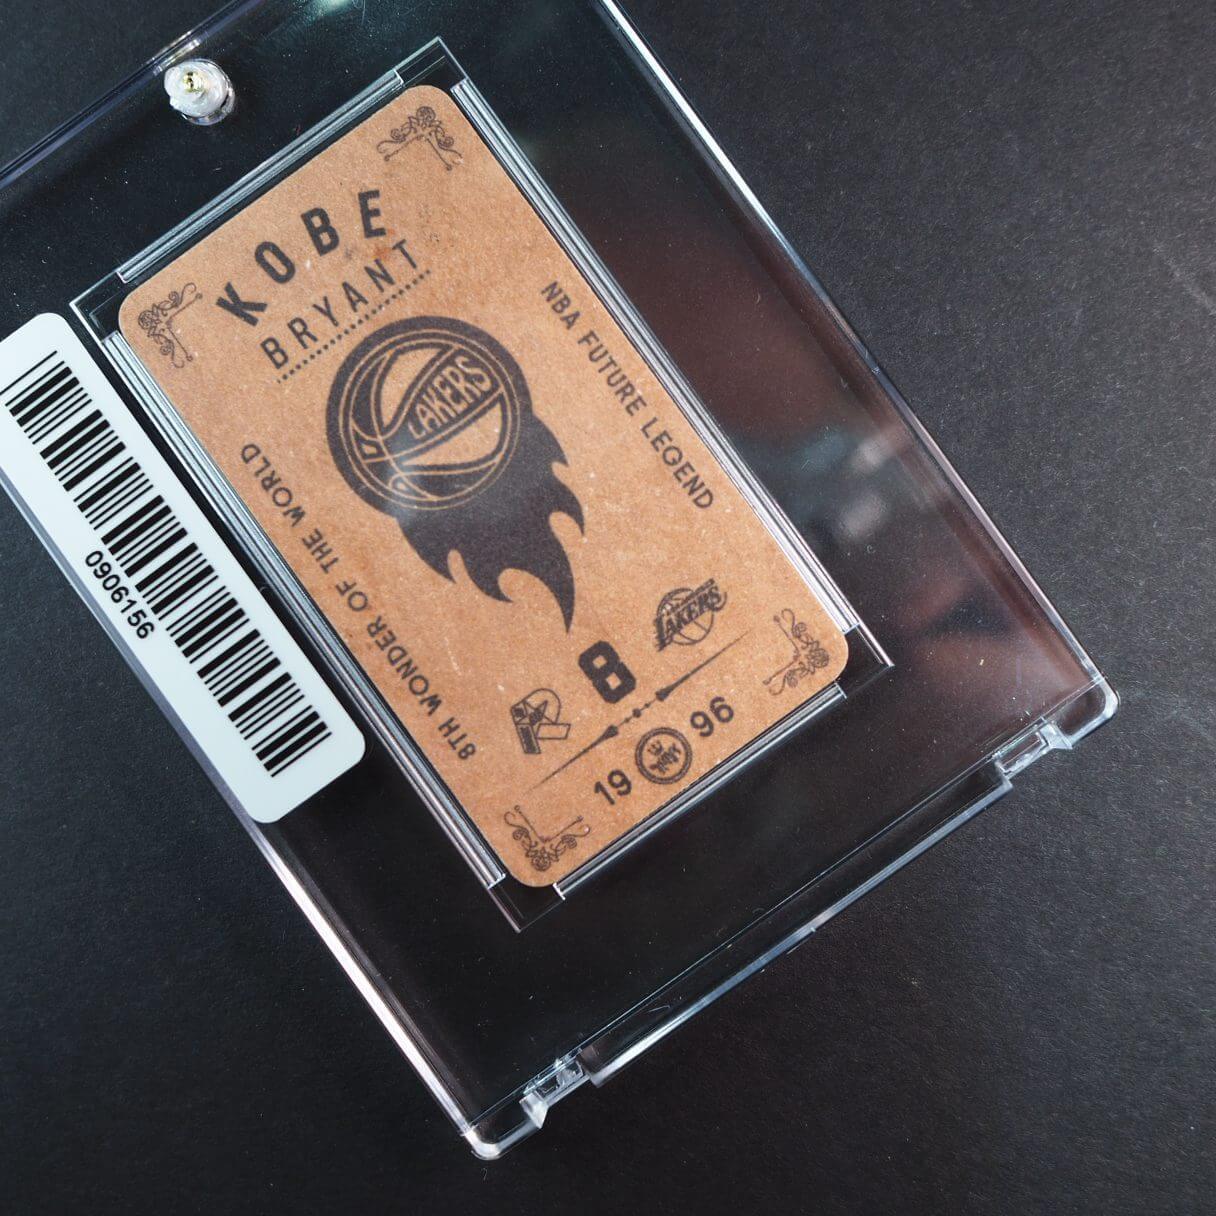 KOBE
BRYANT
LAKERS
NBA FUTURE LEGEND
8TH WONDER OF THE WORLD
8
LAKERS
19 96
0906156